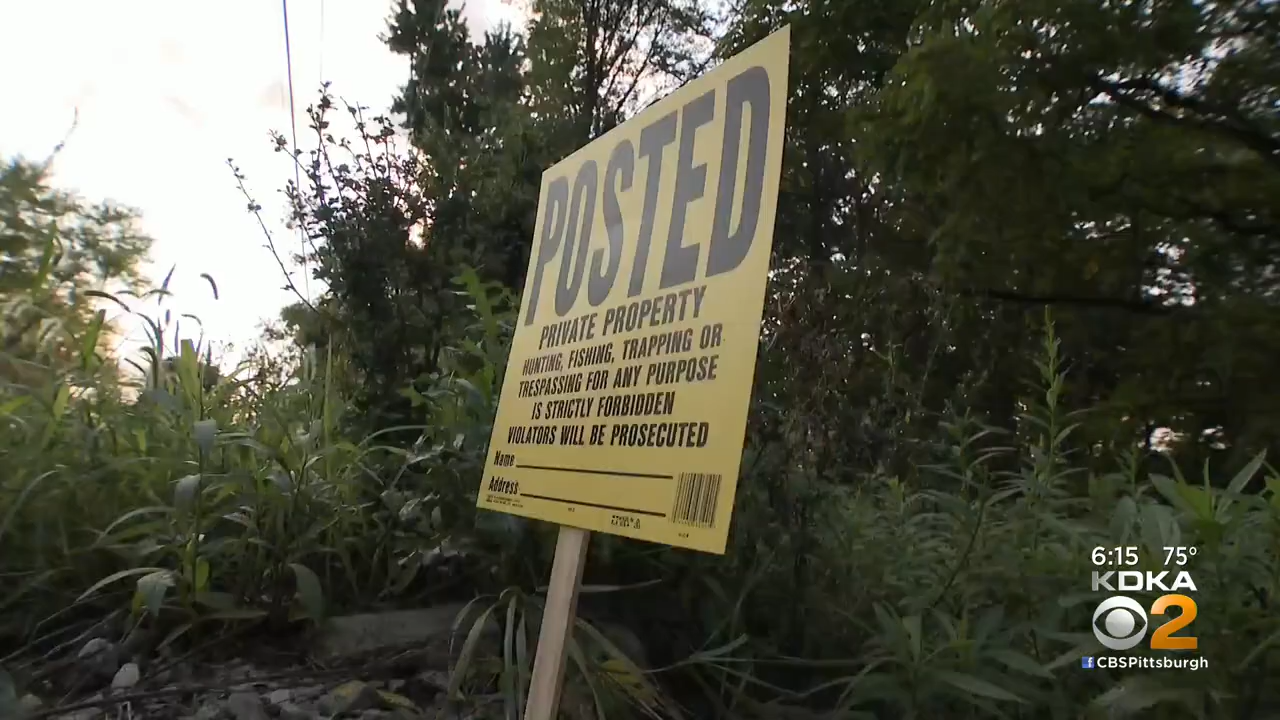 POSTED
PRIVATE PROPERTY
HUNTING, FISHING, TRAPPING OR
TRESPASSING FOR ANY PURPOSE
IS STRICTLY FORBIDDEN
VIOLATORS WILL BE PROSECUTED
Name
Address
6:15 75°
KDKA
2
CBSPittsburgh